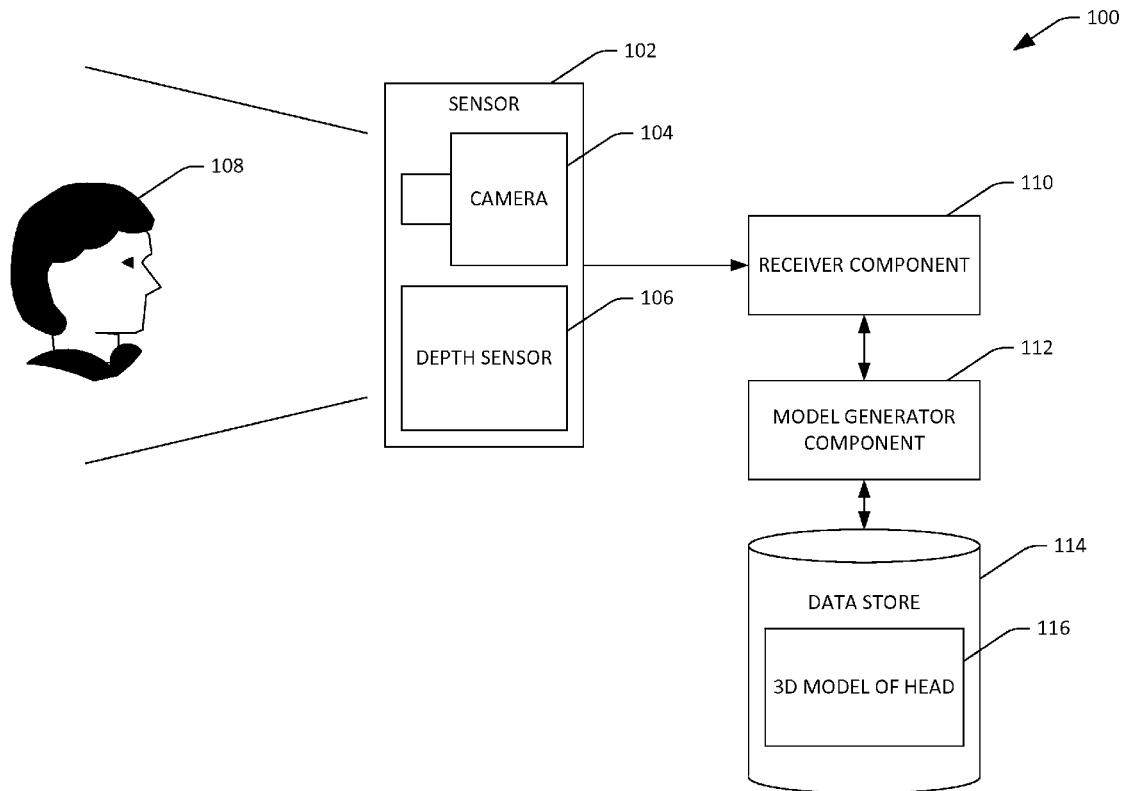 100
102
SENSOR
104
108
CAMERA
110
RECEIVER COMPONENT
106
DEPTH SENSOR
112
MODEL GENERATOR
COMPONENT
114
DATA STORE
116
3D MODEL OF HEAD